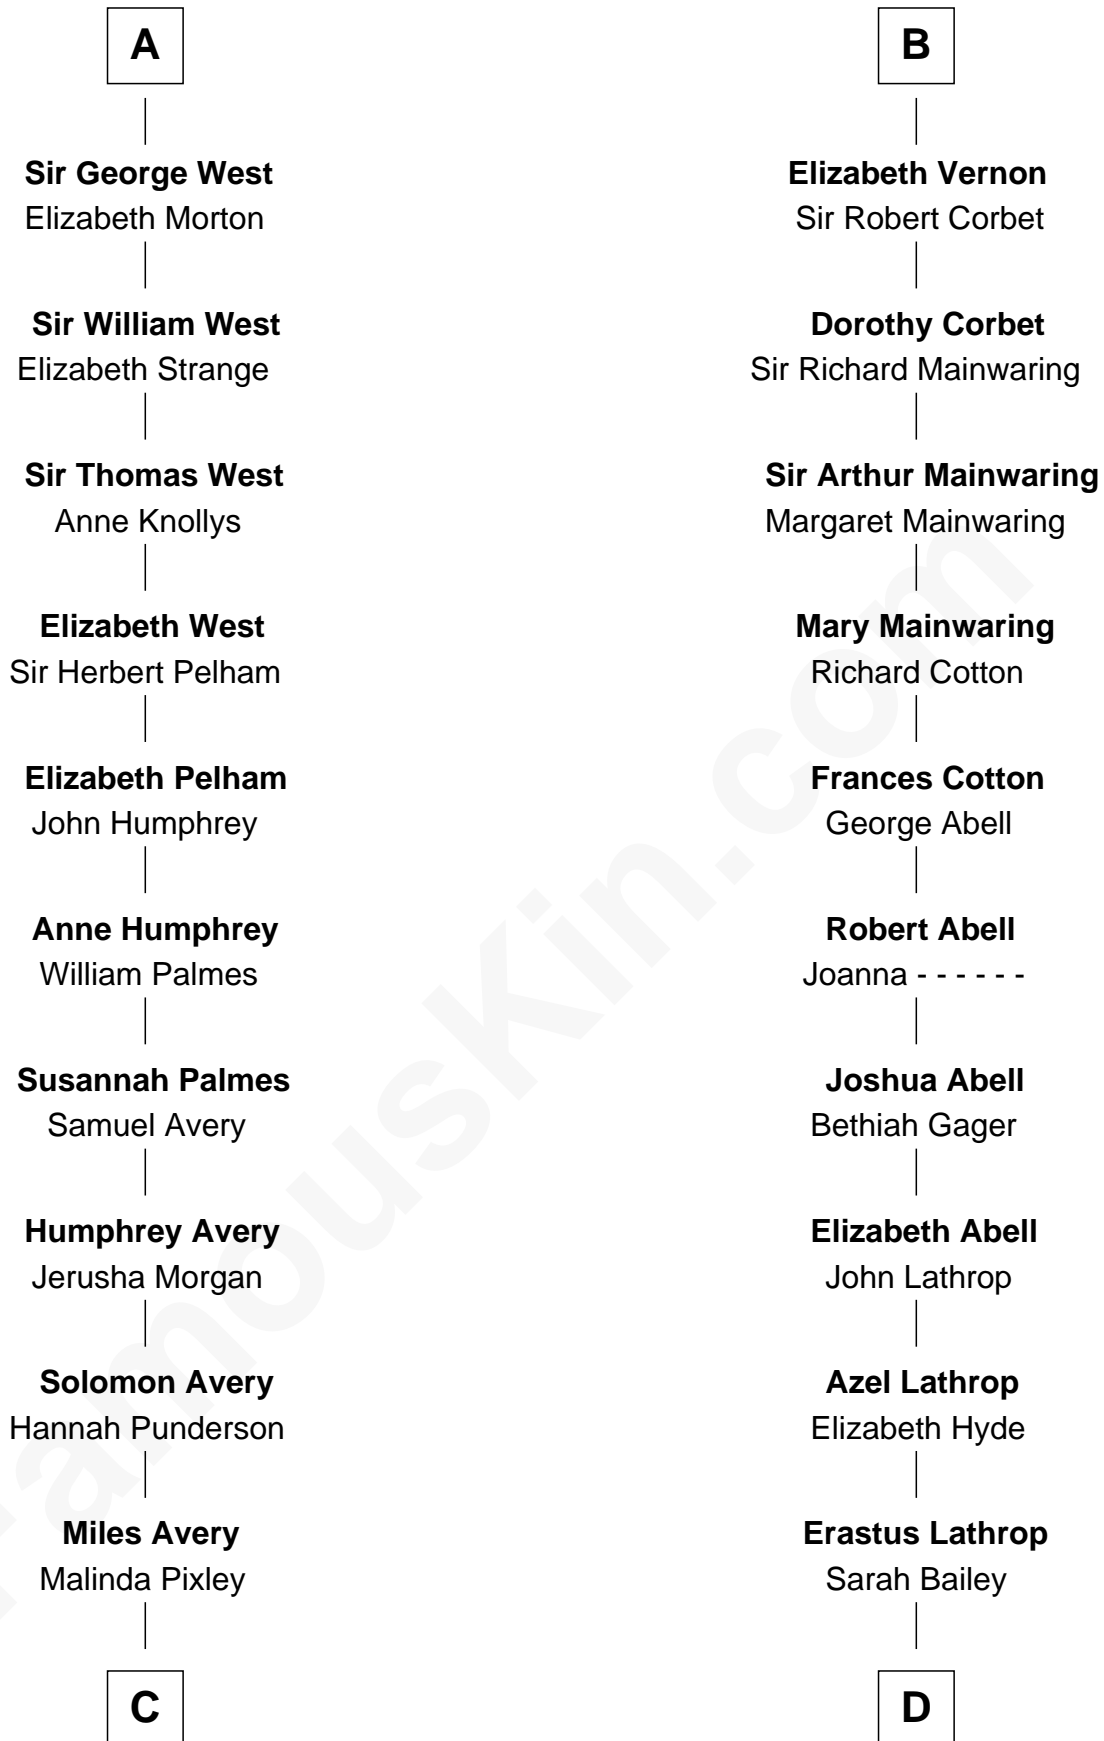 A
Sir George West
Elizabeth Morton
Sir William West
Elizabeth Strange
Sir Thomas West
Anne Knollys
Elizabeth West
Sir Herbert Pelham
Elizabeth Pelham
John Humphrey
Anne Humphrey
William Palmes
Susannah Palmes
Samuel Avery
Humphrey Avery
Jerusha Morgan
Solomon Avery
Hannah Punderson
Miles Avery
Malinda Pixley
C
B
Elizabeth Vernon
Sir Robert Corbet
Dorothy Corbet
Sir Richard Mainwaring
Sir Arthur Mainwaring
Margaret Mainwaring
Mary Mainwaring
Richard Cotton
Frances Cotton
George Abell
Robert Abell
Joanna - - - - - -
Joshua Abell
Bethiah Gager
Elizabeth Abell
John Lathrop
Azel Lathrop
Elizabeth Hyde
Erastus Lathrop
Sarah Bailey
D
FamousKin.com